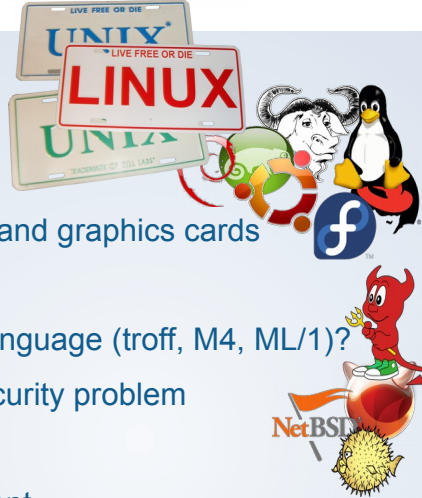 LIVE FREE OR DIE
UNIX*
LIVE FREE OR DIE
LINUX
UNIX
and graphics cards
TM
nguage (troff, M4, ML/1)?
curity problem
NetBSD